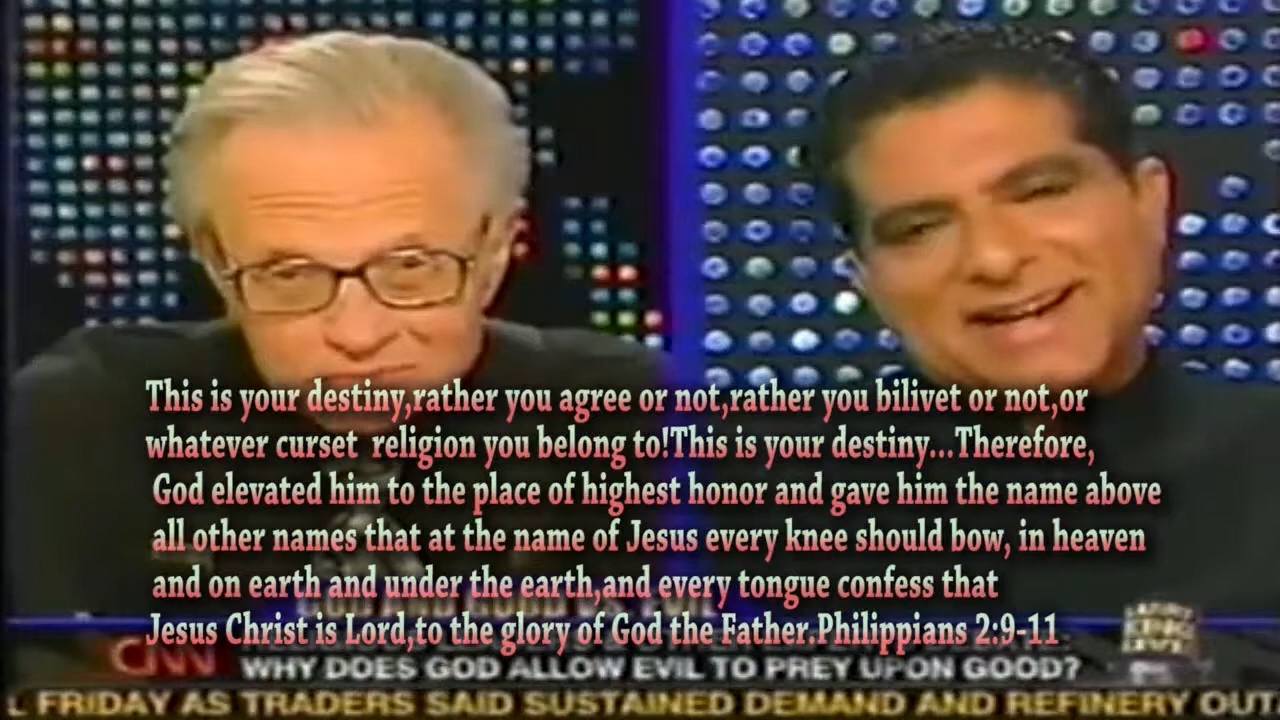 This is your destiny,rather you agree or not,rather you bilivet or not,or
whatever curset religion you belong to!This is your destiny...Therefore,
God elevated him to the place of highest honor and gave him the name above
all other names that at the name of Jesus every knee should bow, in heaven
and on earth and under the earth,and every tongue confess that
Jesus Christ is Lord,to the glory of God the Father.Philippians 2:9-11
LARRY
KING
LIVE
CNN
WHY DOES GOD ALLOW EVIL TO PREY UPON GOOD?
L FRIDAY AS TRADERS SAID SUSTAINED DEMAND AND REFINERY OUT